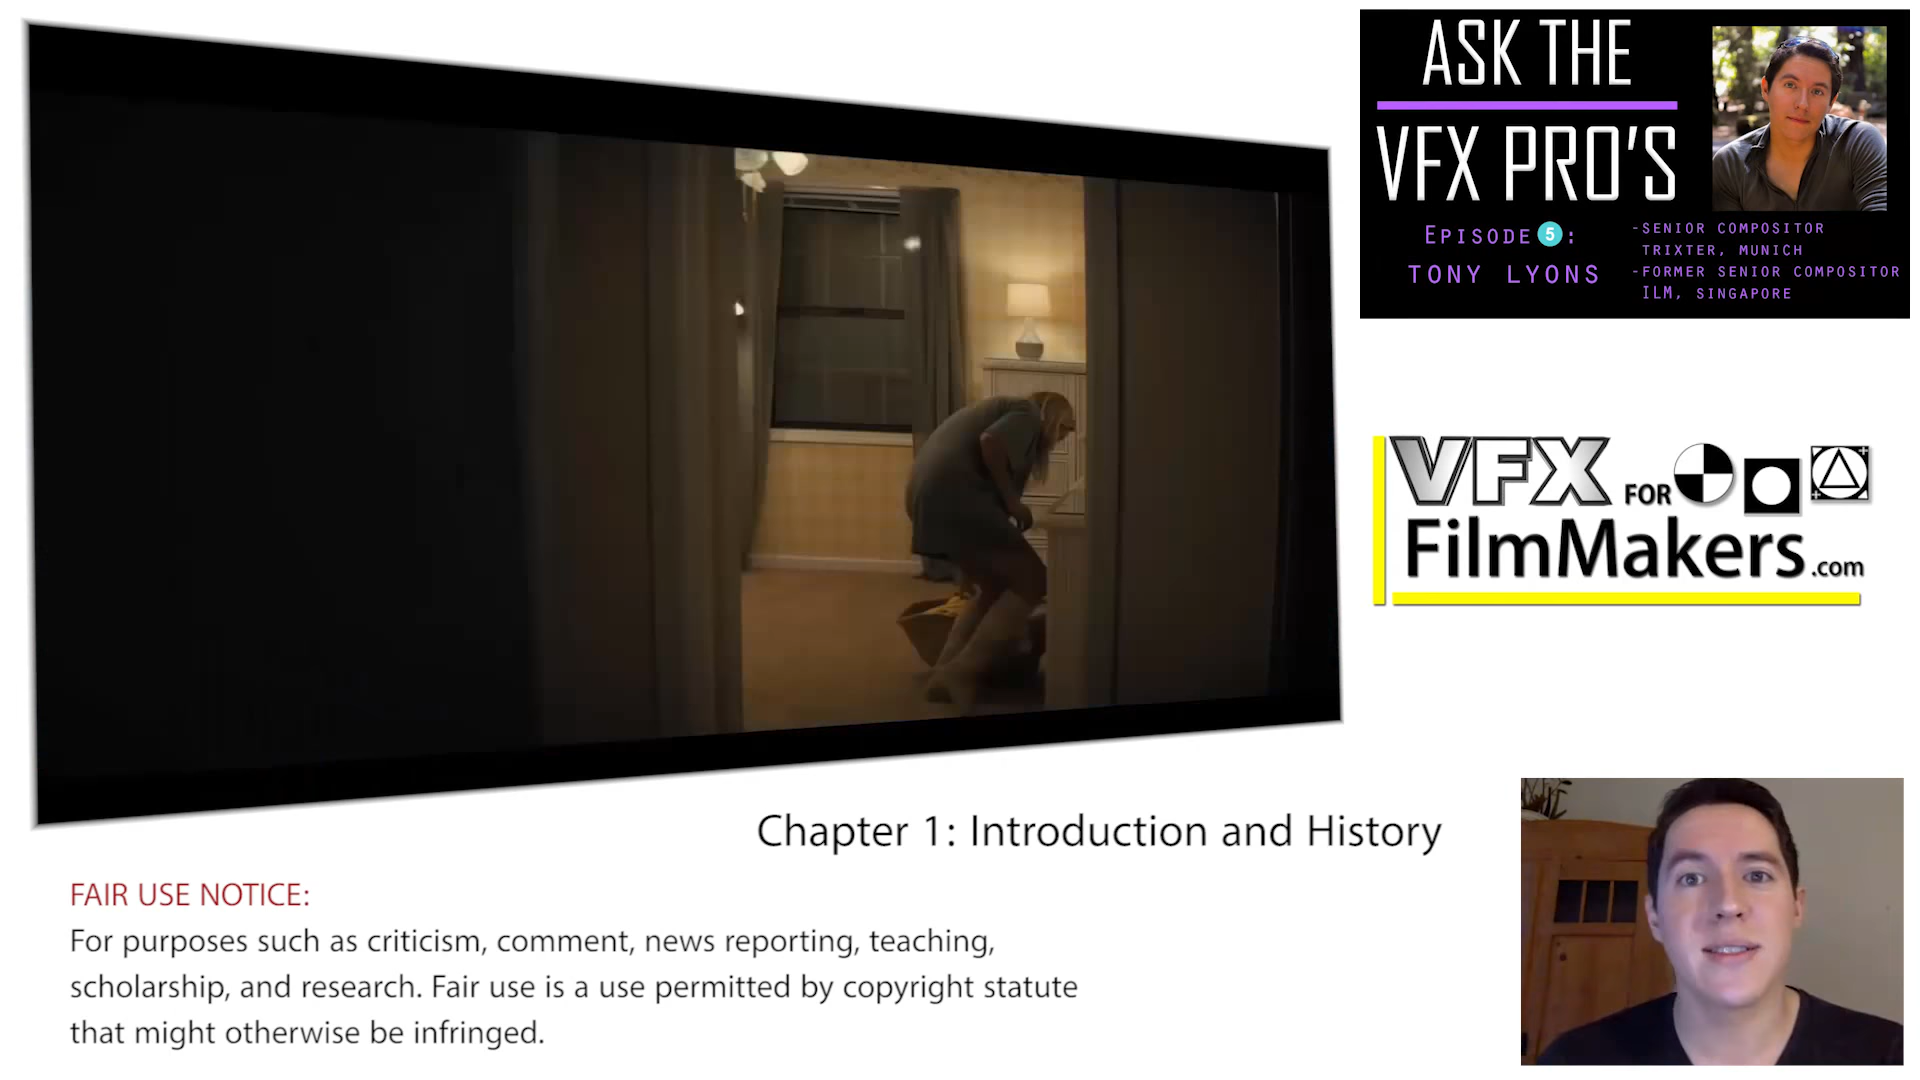 ASK THE
VFX PRO'S
EPISODE 5:
TONY LYONS
-SENIOR COMPOSITOR
TRIXTER, MUNICH
-FORMER SENIOR COMPOSITOR
ILM, SINGAPORE
VFX FOR
FilmMakers.com
Chapter 1: Introduction and History
FAIR USE NOTICE:
For purposes such as criticism, comment, news reporting, teaching,
scholarship, and research. Fair use is a use permitted by copyright statute
that might otherwise be infringed.